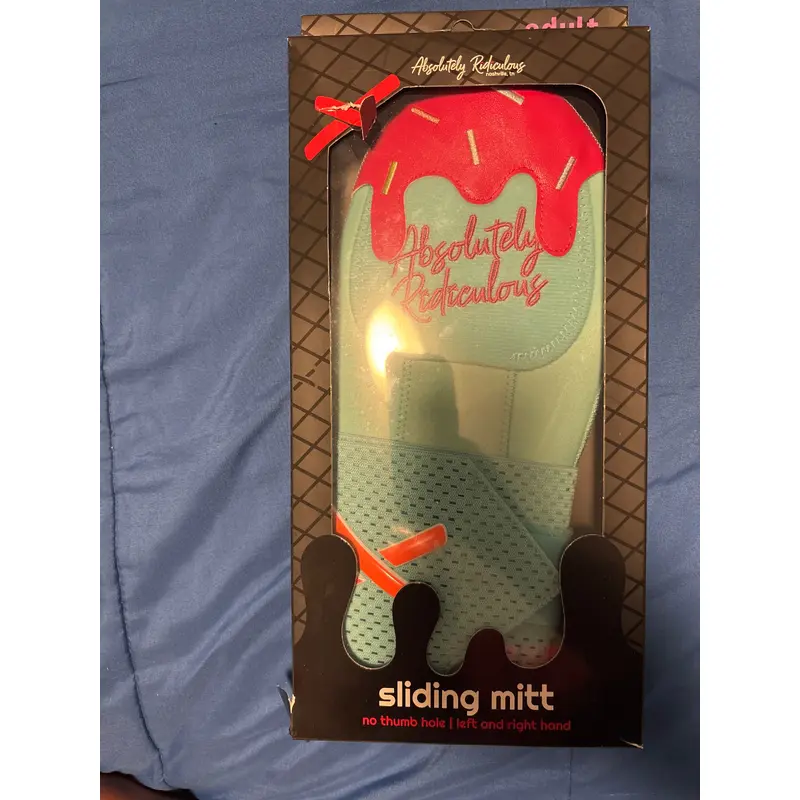 adult
Absolutely Ridiculous
nashville, tn
Absolutely
Ridiculous
sliding mitt
no thumb hole | left and right hand